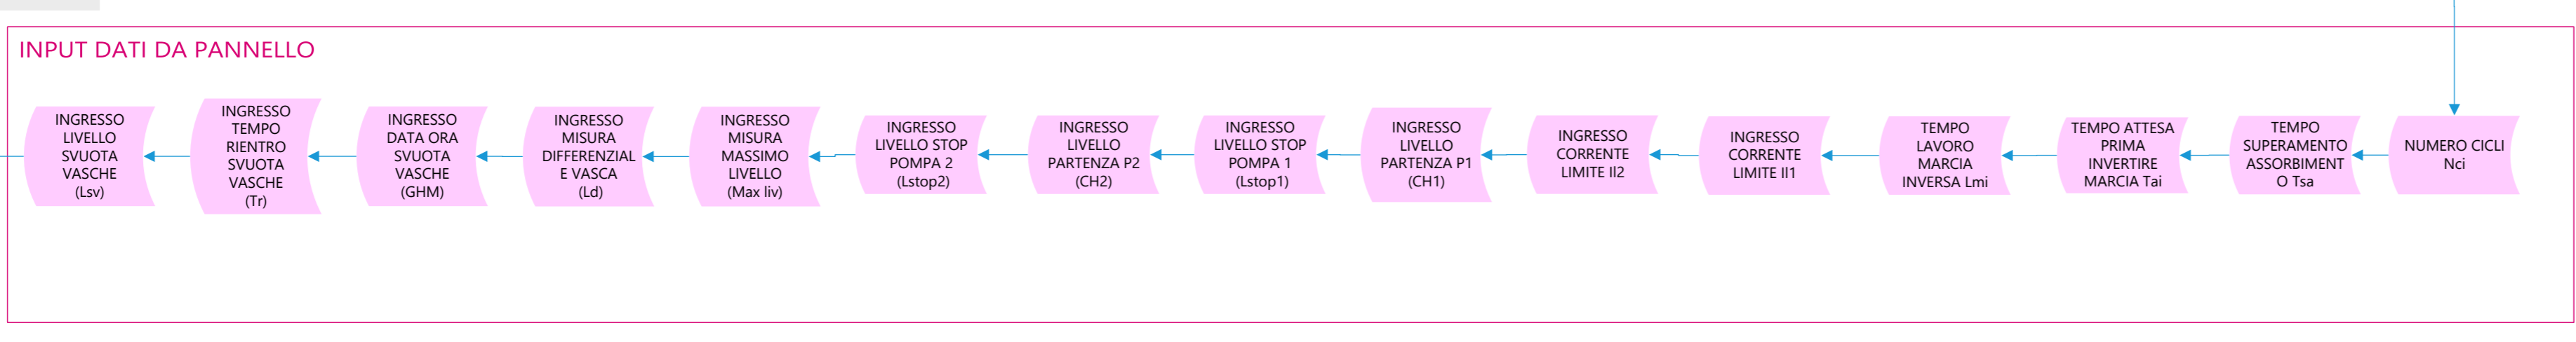 INPUT DATI DA PANNELLO
INGRESSO
LIVELLO
SVUOTA
VASCHE
(Lsv)
INGRESSO
TEMPO
RIENTRO
SVUOTA
VASCHE
(Tr)
INGRESSO
DATA ORA
SVUOTA
VASCHE
(GHM)
INGRESSO
MISURA
DIFFERENZIAL
E VASCA
(Ld)
INGRESSO
MISURA
MASSIMO
LIVELLO
(Max liv)
INGRESSO
LIVELLO STOP
POMPA 2
(Lstop2)
INGRESSO
LIVELLO
PARTENZA P2
(CH2)
INGRESSO
LIVELLO STOP
POMPA 1
(Lstop1)
INGRESSO
LIVELLO
PARTENZA P1
(CH1)
INGRESSO
CORRENTE
LIMITE Il2
INGRESSO
CORRENTE
LIMITE Il1
TEMPO
LAVORO
MARCIA
INVERSA Lmi
TEMPO ATTESA
PRIMA
INVERTIRE
MARCIA Tai
TEMPO
SUPERAMENTO
ASSORBIMENT
O Tsa
NUMERO CICLI
Nci